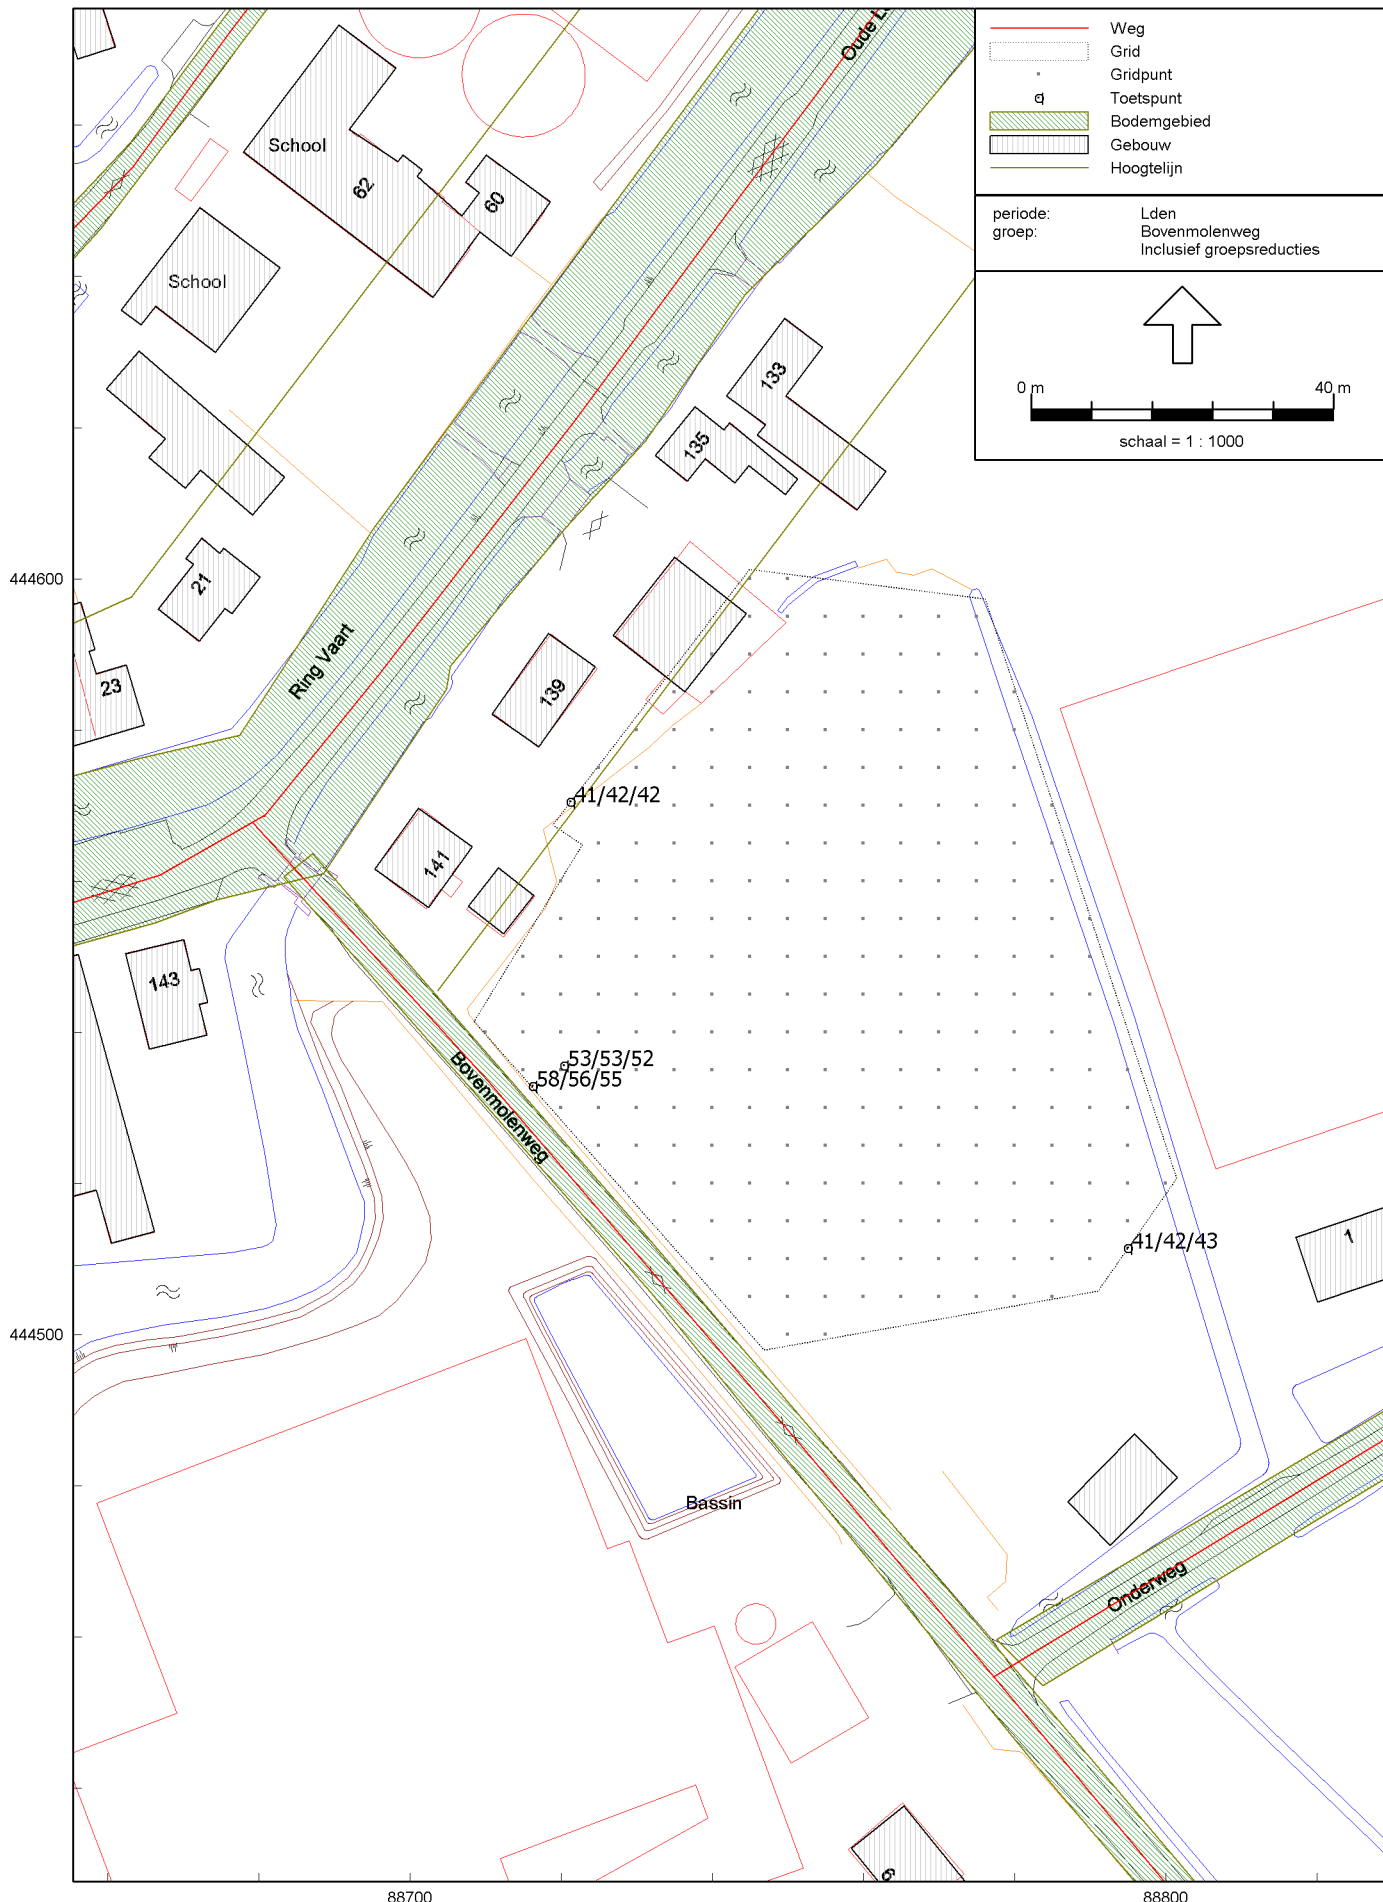 Weg
Grid
Gridpunt
Toetspunt
Bodemgebied
Gebouw
Hoogtelijn
periode: Lden
groep: Bovenmolenweg
Inclusief groepsreducties
0 m 40 m
schaal = 1 : 1000
School
62
60
School
133
135
444600
21
Ring Vaart
23
139
41/42/42
141
143
53/53/52
58/56/55
Bovenmolenweg
41/42/43
1
444500
Bassin
Onderweg
88700
88800